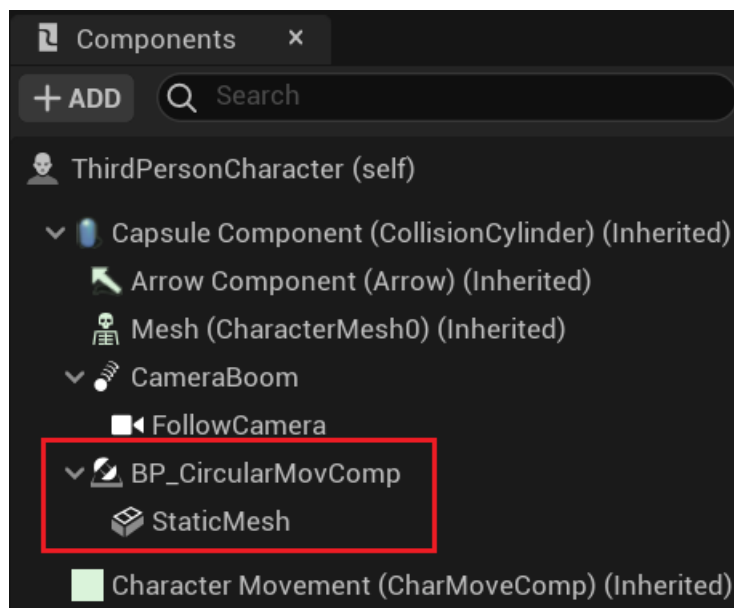 Components
ADD
Search
ThirdPersonCharacter (self)
Capsule Component (CollisionCylinder) (Inherited)
Arrow Component (Arrow) (Inherited)
Mesh (CharacterMesh0) (Inherited)
CameraBoom
FollowCamera
BP_CircularMovComp
StaticMesh
Character Movement (CharMoveComp) (Inherited)